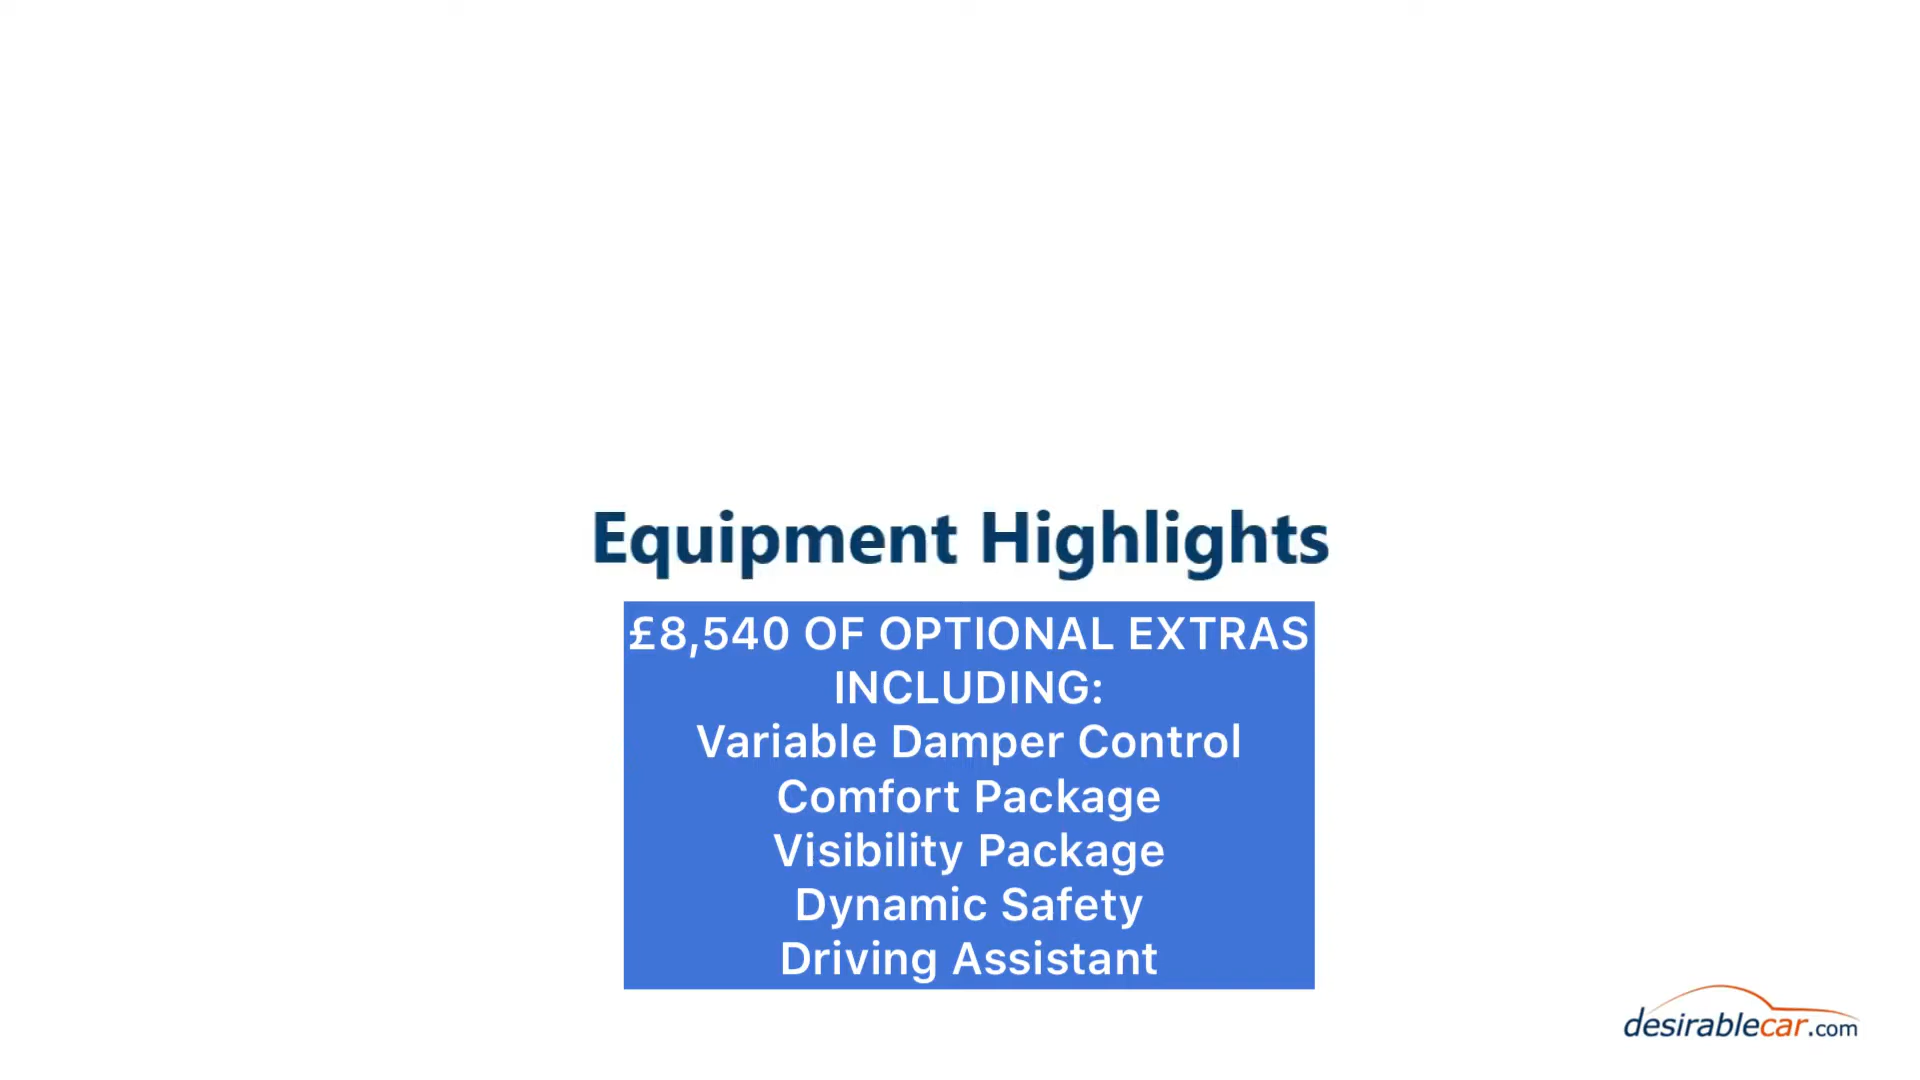 Equipment Highlights
£8,540 OF OPTIONAL EXTRAS
INCLUDING:
Variable Damper Control
Comfort Package
Visibility Package
Dynamic Safety
Driving Assistant
desirablecar.com